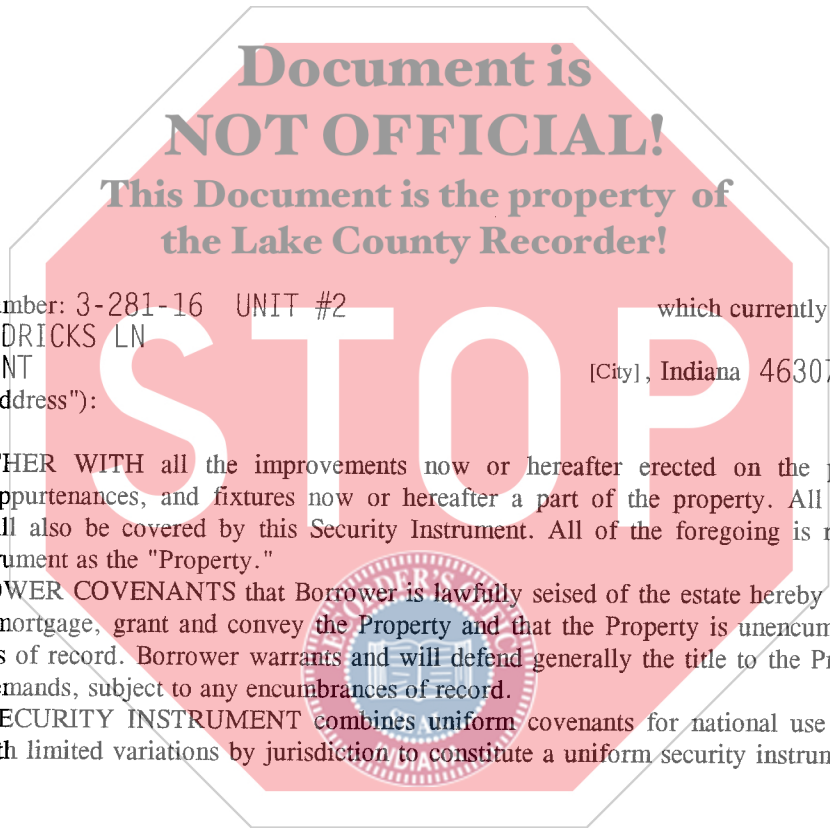 Document is
NOT OFFICIAL!
This Document is the property of
the Lake County Recorder!
STOP
mber: 3-281-16 UNIT #2 which currently
DRICKS LN
NT [City], Indiana 46307
ddress"):
HER WITH all the improvements now or hereafter erected on the p
ppurtenances, and fixtures now or hereafter a part of the property. All
ll also be covered by this Security Instrument. All of the foregoing is r
rument as the "Property."
OWER COVENANTS that Borrower is lawfully seised of the estate hereby
mortgage, grant and convey the Property and that the Property is unencum
s of record. Borrower warrants and will defend generally the title to the Pr
emands, subject to any encumbrances of record.
ECURITY INSTRUMENT combines uniform covenants for national use
th limited variations by jurisdiction to constitute a uniform security instrum
RECORDER'S OFFICE
SEAL
INDIANA